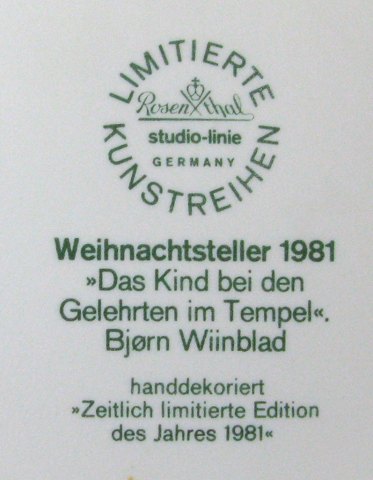 LIMITIERTE
Rosenthal
studio-linie
GERMANY
KUNSTREIHEN
Weihnachtsteller 1981
»Das Kind bei den
Gelehrten im Tempel«.
Bjørn Wiinblad
handdekoriert
»Zeitlich limitierte Edition
des Jahres 1981«